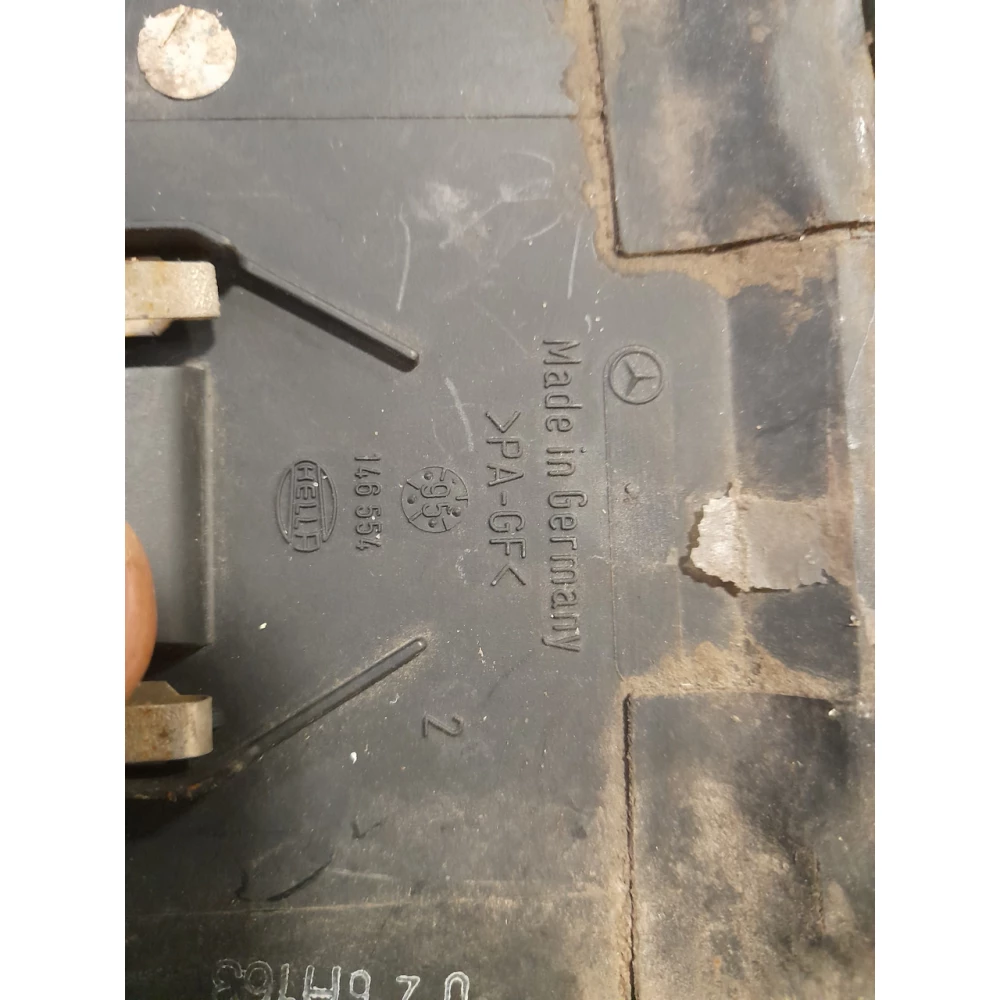 Made in Germany
>PA-GF<
95
146 554
HELLA
2